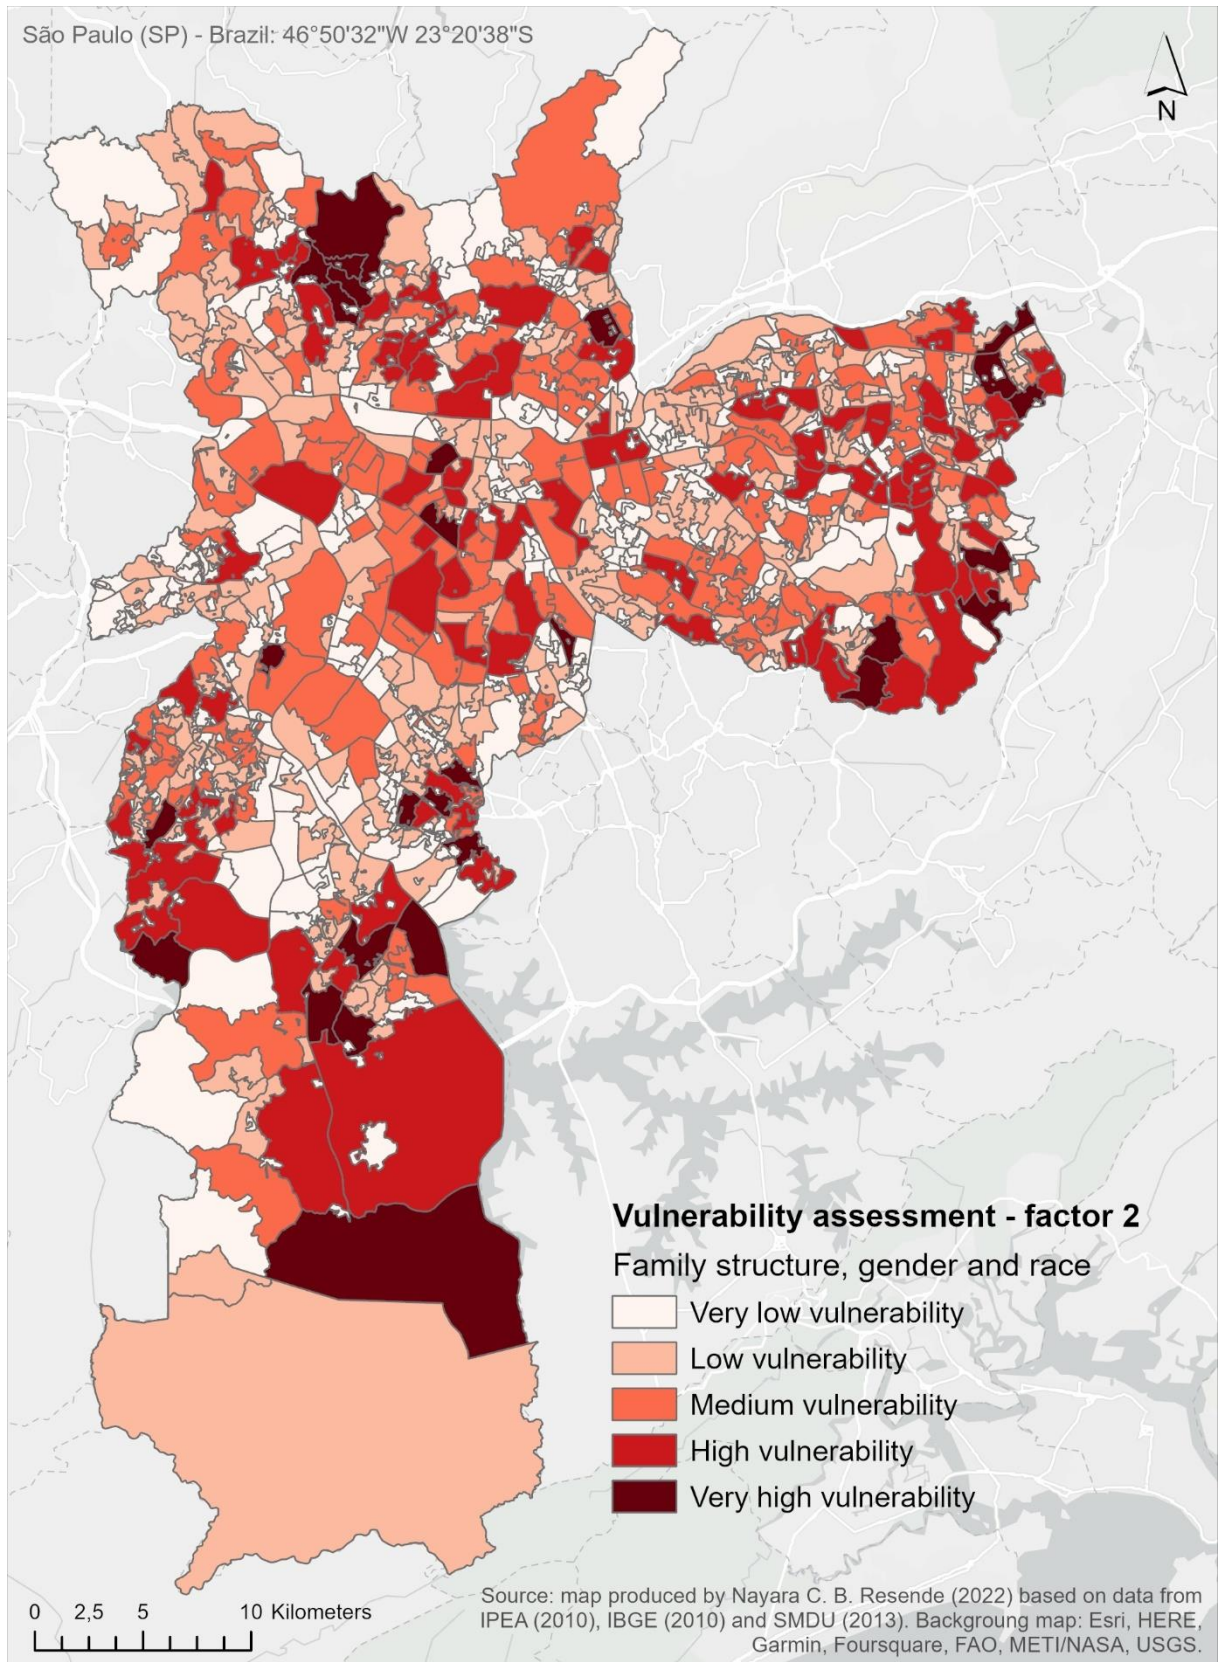 São Paulo (SP) - Brazil: 46°50'32"W 23°20'38"S
N
Vulnerability assessment - factor 2
Family structure, gender and race
Very low vulnerability
Low vulnerability
Medium vulnerability
High vulnerability
Very high vulnerability
0 2,5 5 10 Kilometers
Source: map produced by Nayara C. B. Resende (2022) based on data from
IPEA (2010), IBGE (2010) and SMDU (2013). Backgroung map: Esri, HERE,
Garmin, Foursquare, FAO, METI/NASA, USGS.